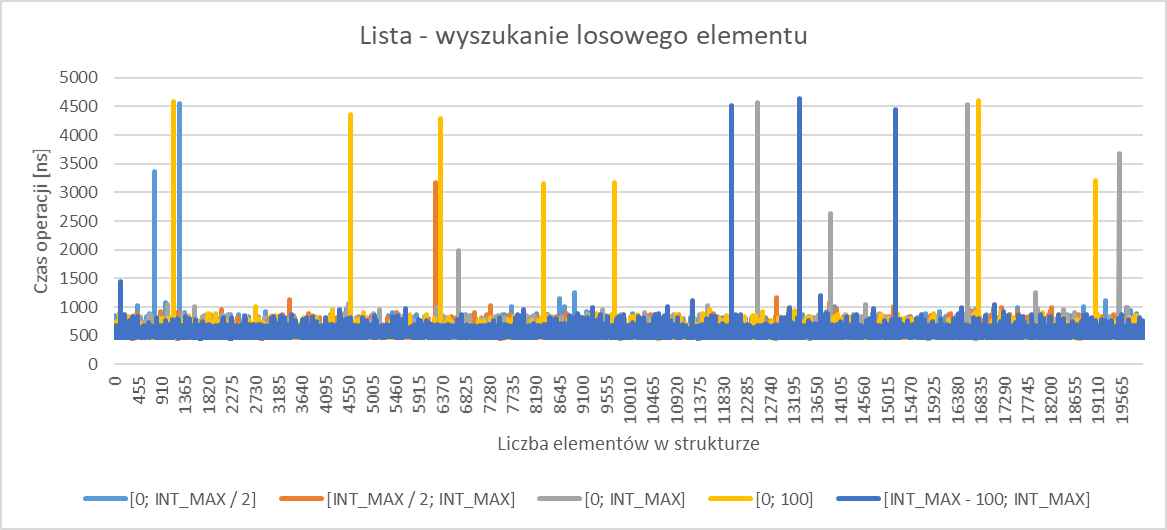 Lista - wyszukanie losowego elementu
Czas operacji [ns]
5000
4500
4000
3500
3000
2500
2000
1500
1000
500
0
0 455 910 1365 1820 2275 2730 3185 3640 4095 4550 5005 5460 5915 6370 6825 7280 7735 8190 8645 9100 9555 10010 10465 10920 11375 11830 12285 12740 13195 13650 14105 14560 15015 15470 15925 16380 16835 17290 17745 18200 18655 19110 19565
Liczba elementów w strukturze
[0; INT_MAX / 2] [INT_MAX / 2; INT_MAX] [0; INT_MAX] [0; 100] [INT_MAX - 100; INT_MAX]